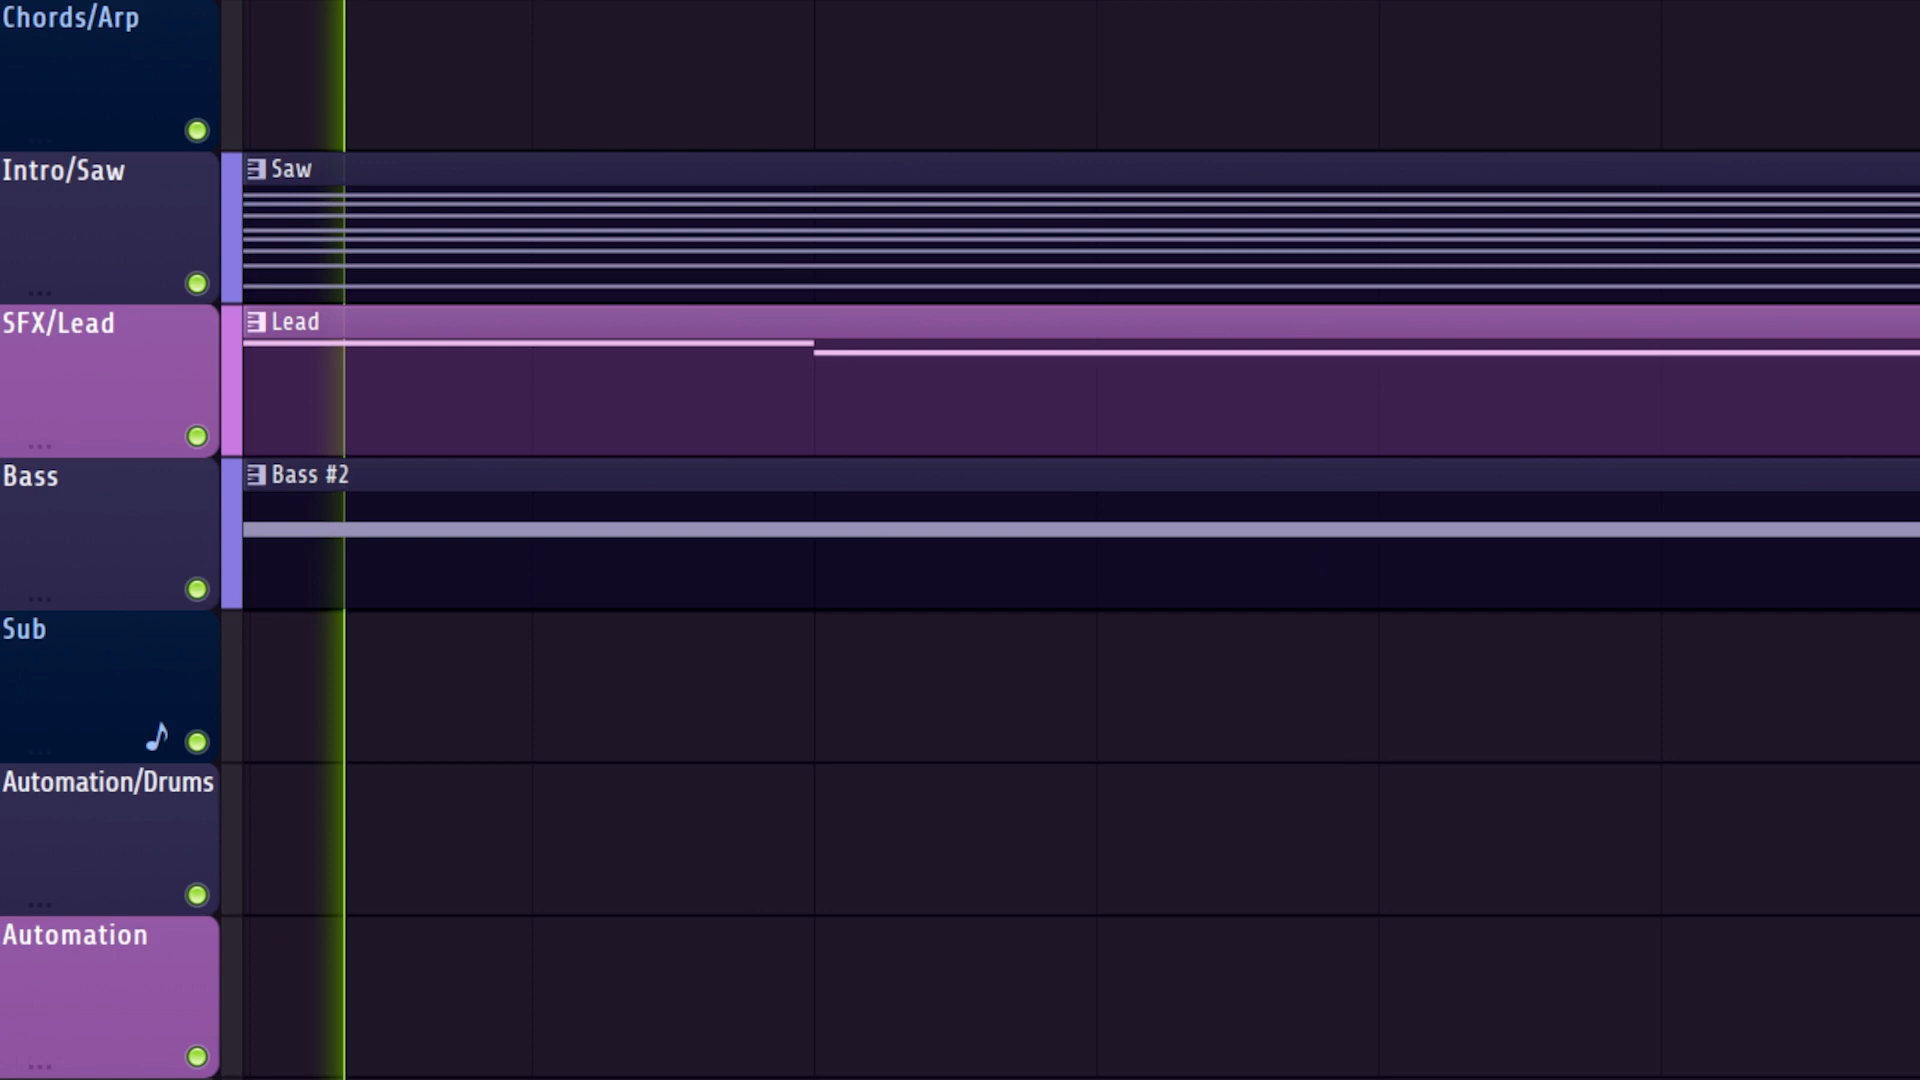 Chords/Arp
Intro/Saw
Saw
SFX/Lead
Lead
Bass
Bass #2
Sub
Automation/Drums
Automation